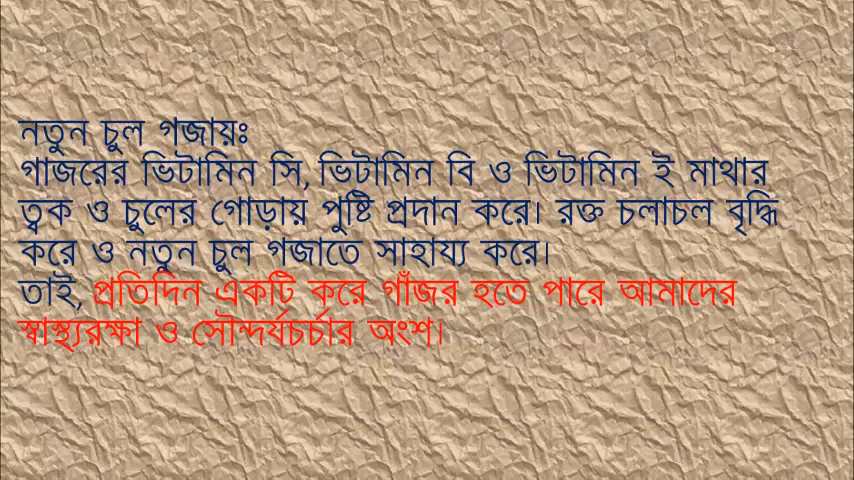 নতুন চুল গজায়ঃ
গাজরের ভিটামিন সি, ভিটামিন বি ও ভিটামিন ই মাথার
ত্বক ও চুলের গোড়ায় পুষ্টি প্রদান করে। রক্ত চলাচল বৃদ্ধি
করে ও নতুন চুল গজাতে সাহায্য করে।
তাই, প্রতিদিন একটি করে গাঁজর হতে পারে আমাদের
স্বাস্থ্যরক্ষা ও সৌন্দর্যচর্চার অংশ।